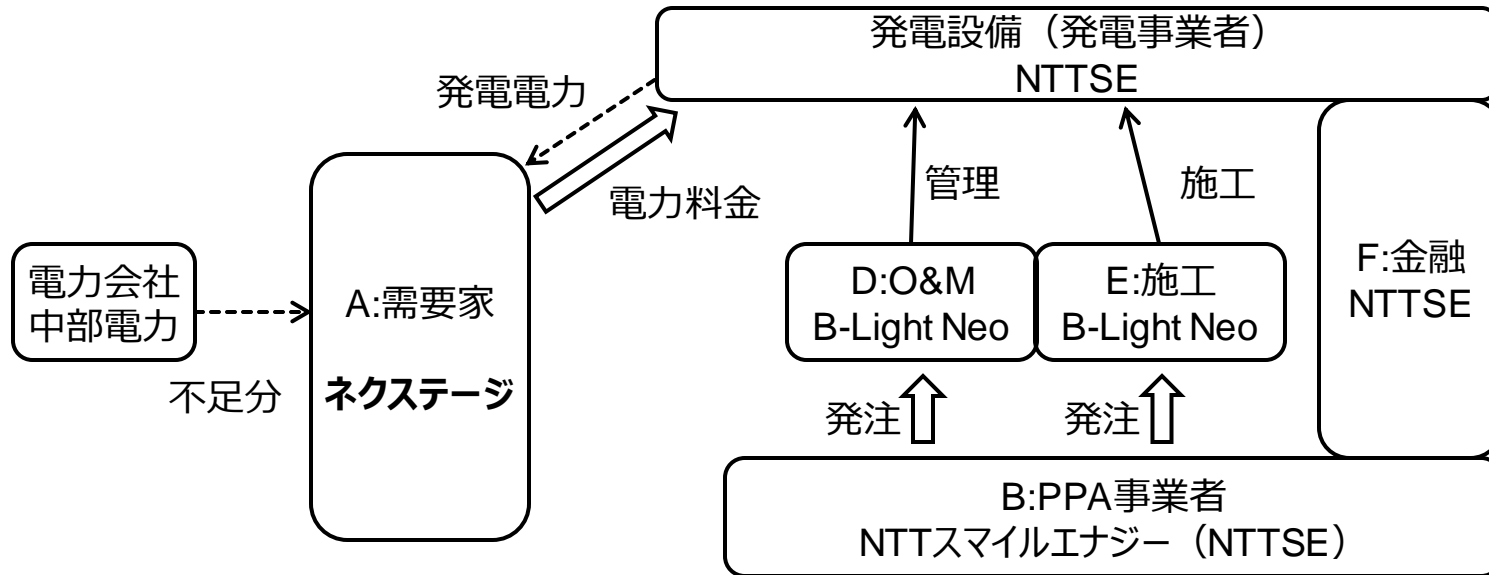 発電設備（発電事業者）
NTTSE
発電電力
電力料金
管理
施工
電力会社
中部電力
不足分
A:需要家
ネクステージ
D:O&M
B-Light Neo
E:施工
B-Light Neo
F:金融
NTTSE
発注
発注
B:PPA事業者
NTTスマイルエナジー（NTTSE）